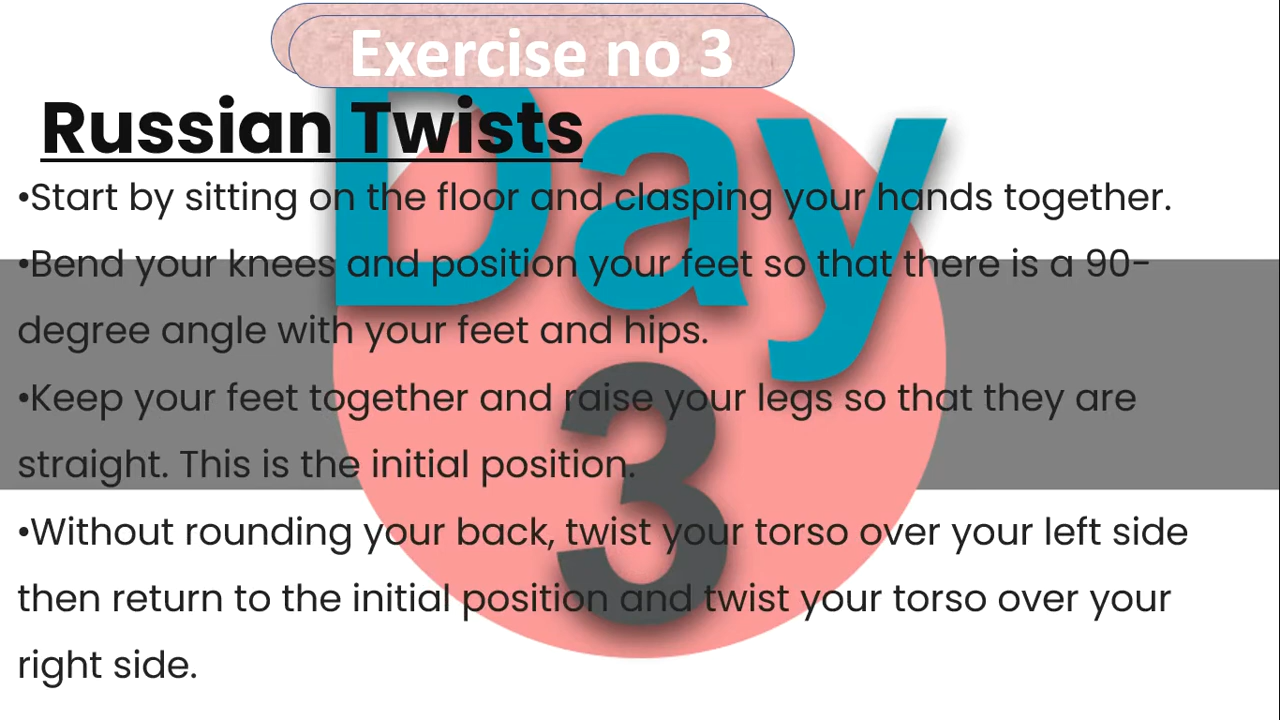 Exercise no 3
Russian Twists
Day
3
•Start by sitting on the floor and clasping your hands together.
•Bend your knees and position your feet so that there is a 90-
degree angle with your feet and hips.
•Keep your feet together and raise your legs so that they are
straight. This is the initial position.
•Without rounding your back, twist your torso over your left side
then return to the initial position and twist your torso over your
right side.